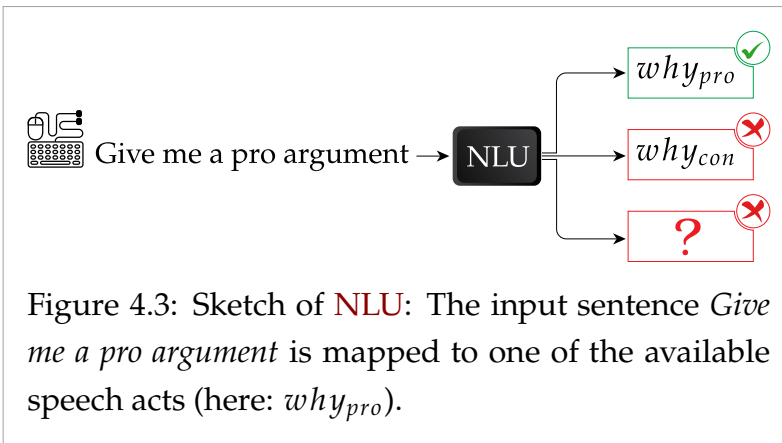 why_pro
Give me a pro argument
NLU
why_con
?
Figure 4.3: Sketch of NLU: The input sentence Give
me a pro argument is mapped to one of the available
speech acts (here: why_pro).